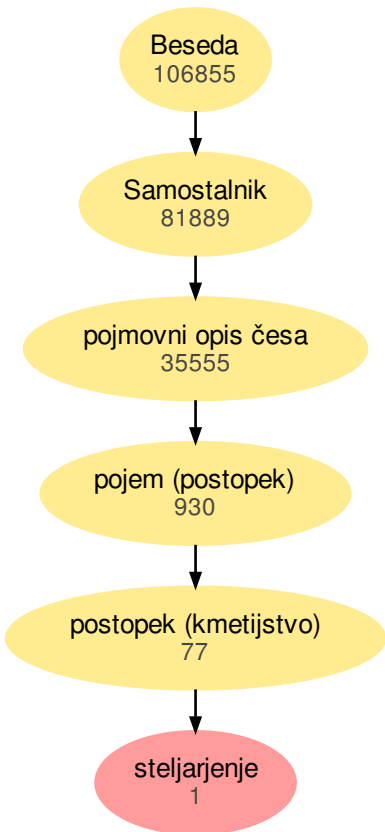 Beseda
106855
Samostalnik
81889
pojmovni opis česa
35555
pojem (postopek)
930
postopek (kmetijstvo)
77
steljarjenje
1